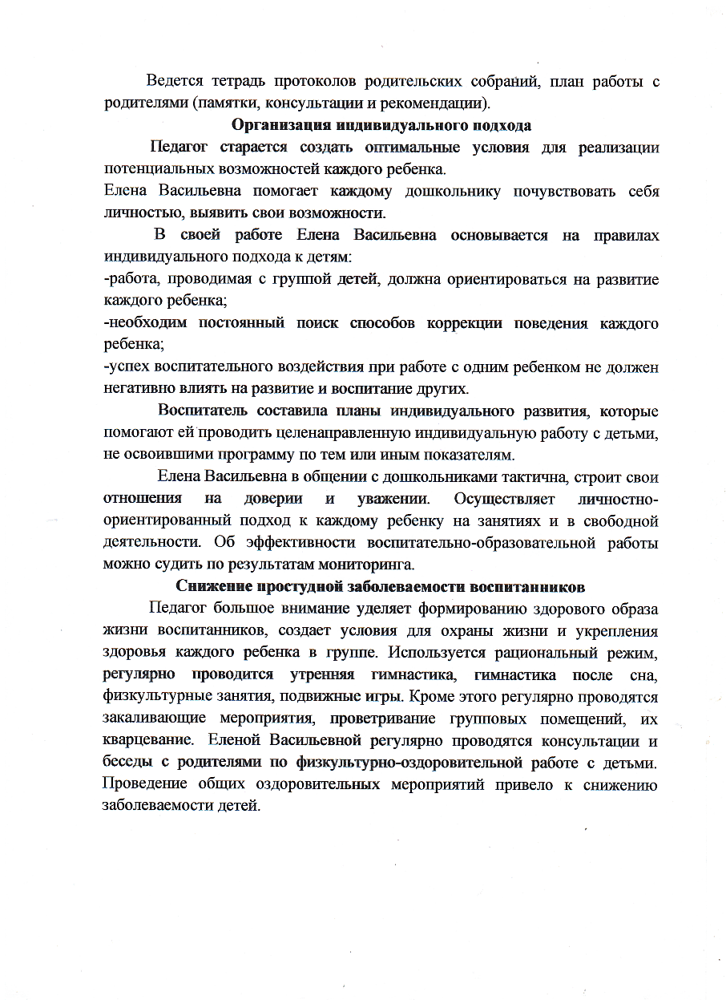 Ведется тетрадь протоколов родительских собраний, план работы с
родителями (памятки, консультации и рекомендации).
Организация индивидуального подхода
Педагог старается создать оптимальные условия для реализации
потенциальных возможностей каждого ребенка.
Елена Васильевна помогает каждому дошкольнику почувствовать себя
личностью, выявить свои возможности.
В своей работе Елена Васильевна основывается на правилах
индивидуального подхода к детям:
-работа, проводимая с группой детей, должна ориентироваться на развитие
каждого ребенка;
-необходим постоянный поиск способов коррекции поведения каждого
ребенка;
-успех воспитательного воздействия при работе с одним ребенком не должен
негативно влиять на развитие и воспитание других.
Воспитатель составила планы индивидуального развития, которые
помогают ей проводить целенаправленную индивидуальную работу с детьми,
не освоившими программу по тем или иным показателям.
Елена Васильевна в общении с дошкольниками тактична, строит свои
отношения на доверии и уважении. Осуществляет личностно-
ориентированный подход к каждому ребенку на занятиях и в свободной
деятельности. Об эффективности воспитательно-образовательной работы
можно судить по результатам мониторинга.
Снижение простудной заболеваемости воспитанников
Педагог большое внимание уделяет формированию здорового образа
жизни воспитанников, создает условия для охраны жизни и укрепления
здоровья каждого ребенка в группе. Используется рациональный режим,
регулярно проводится утренняя гимнастика, гимнастика после сна,
физкультурные занятия, подвижные игры. Кроме этого регулярно проводятся
закаливающие мероприятия, проветривание групповых помещений, их
кварцевание. Еленой Васильевной регулярно проводятся консультации и
беседы с родителями по физкультурно-оздоровительной работе с детьми.
Проведение общих оздоровительных мероприятий привело к снижению
заболеваемости детей.